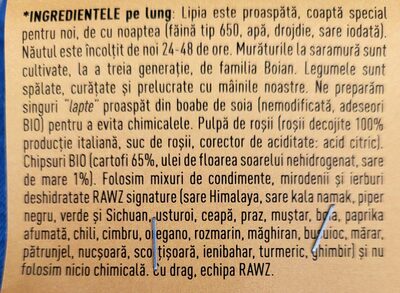 *INGREDIENTELE pe lung: Lipia este proaspătă, coaptă special
pentru noi, de cu noaptea (făină tip 650, apă, drojdie, sare iodată).
Năutul este încolțit de noi 24-48 de ore. Murăturile la saramură sunt
cultivate, la a treia generație, de familia Boian. Legumele sunt
spălate, curățate și prelucrate cu mâinile noastre. Ne preparăm
singuri "lapte" proaspăt din boabe de soia (nemodificată, adeseori
BIO) pentru a evita chimicalele. Pulpă de roșii (roșii decojite 100%
producție italiană, suc de roșii, corector de aciditate: acid citric).
Chipsuri BIO (cartofi 65%, ulei de floarea soarelui nehidrogenat, sare
de mare 1%). Folosim mixuri de condimente, mirodenii și ierburi
deshidratate RAWZ signature (sare Himalaya, sare kala namak, piper
negru, verde și Sichuan, usturoi, ceapă, praz, muștar, boia, paprika
afumată, chili, cimbru, oregano, rozmarin, măghiran, busuioc, mărar,
pătrunjel, nucșoară, scorțișoară, ienibahar, turmeric, ghimbir) și nu
folosim nicio chimicală. Cu drag, echipa RAWZ.